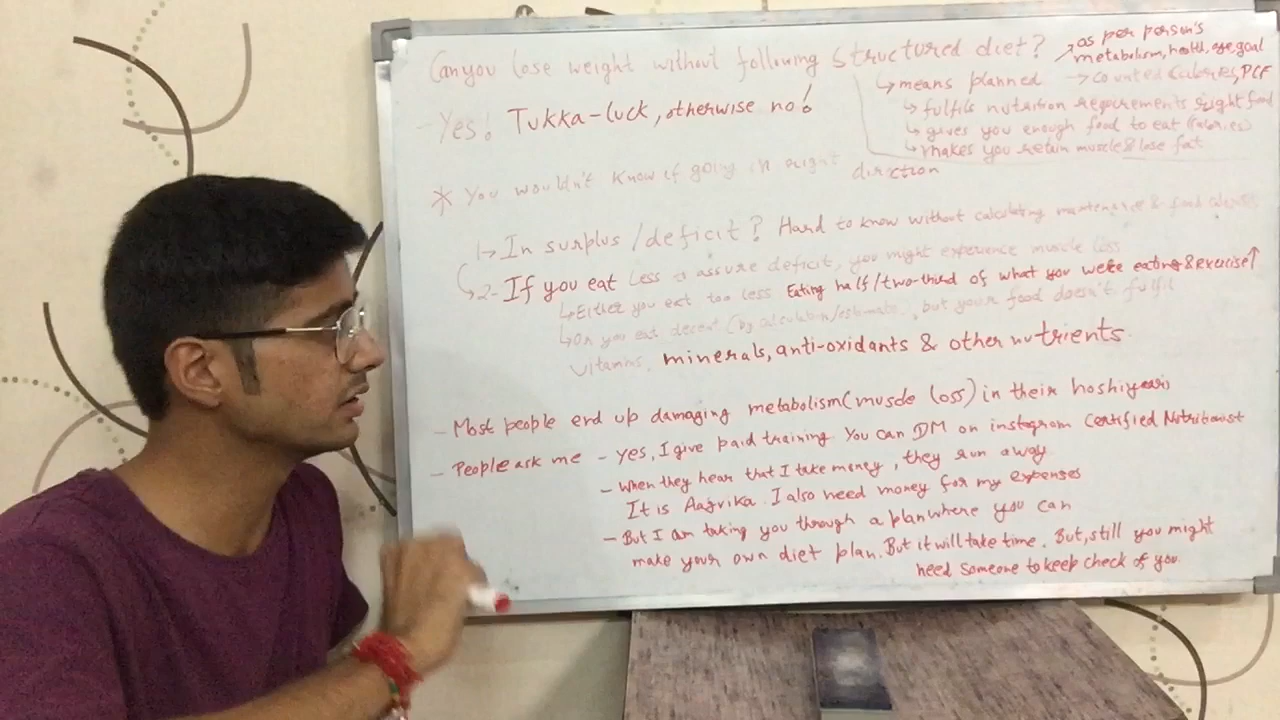 Can you lose weight without following structured diet?
as per person's
metabolism, health, age, goal
means planned → counted calories, PCF
- Yes! Tukka-luck, otherwise no!
fulfils nutrition requirements right food
gives you enough food to eat (calories)
makes you retain muscle & lose fat
* You wouldn't know if going in right direction
1→ In surplus/deficit? Hard to know without calculating maintenance & food calories
2- If you eat less to assure deficit, you might experience muscle loss
Either you eat too less Eating half/two-third of what you were eating & exercise↑
Or you eat decent (by calculation/estimate), but your food doesn't fulfil
vitamins, minerals, anti-oxidants & other nutrients.
- Most people end up damaging metabolism (muscle loss) in their hoshiyaari
- People ask me - yes, I give paid training You can DM on instagram Certified Nutritionist
- When they hear that I take money, they run away
It is Aajivika. I also need money for my expenses
- But I am taking you through a plan where you can
make your own diet plan. But it will take time. But, still you might
need someone to keep check of you.